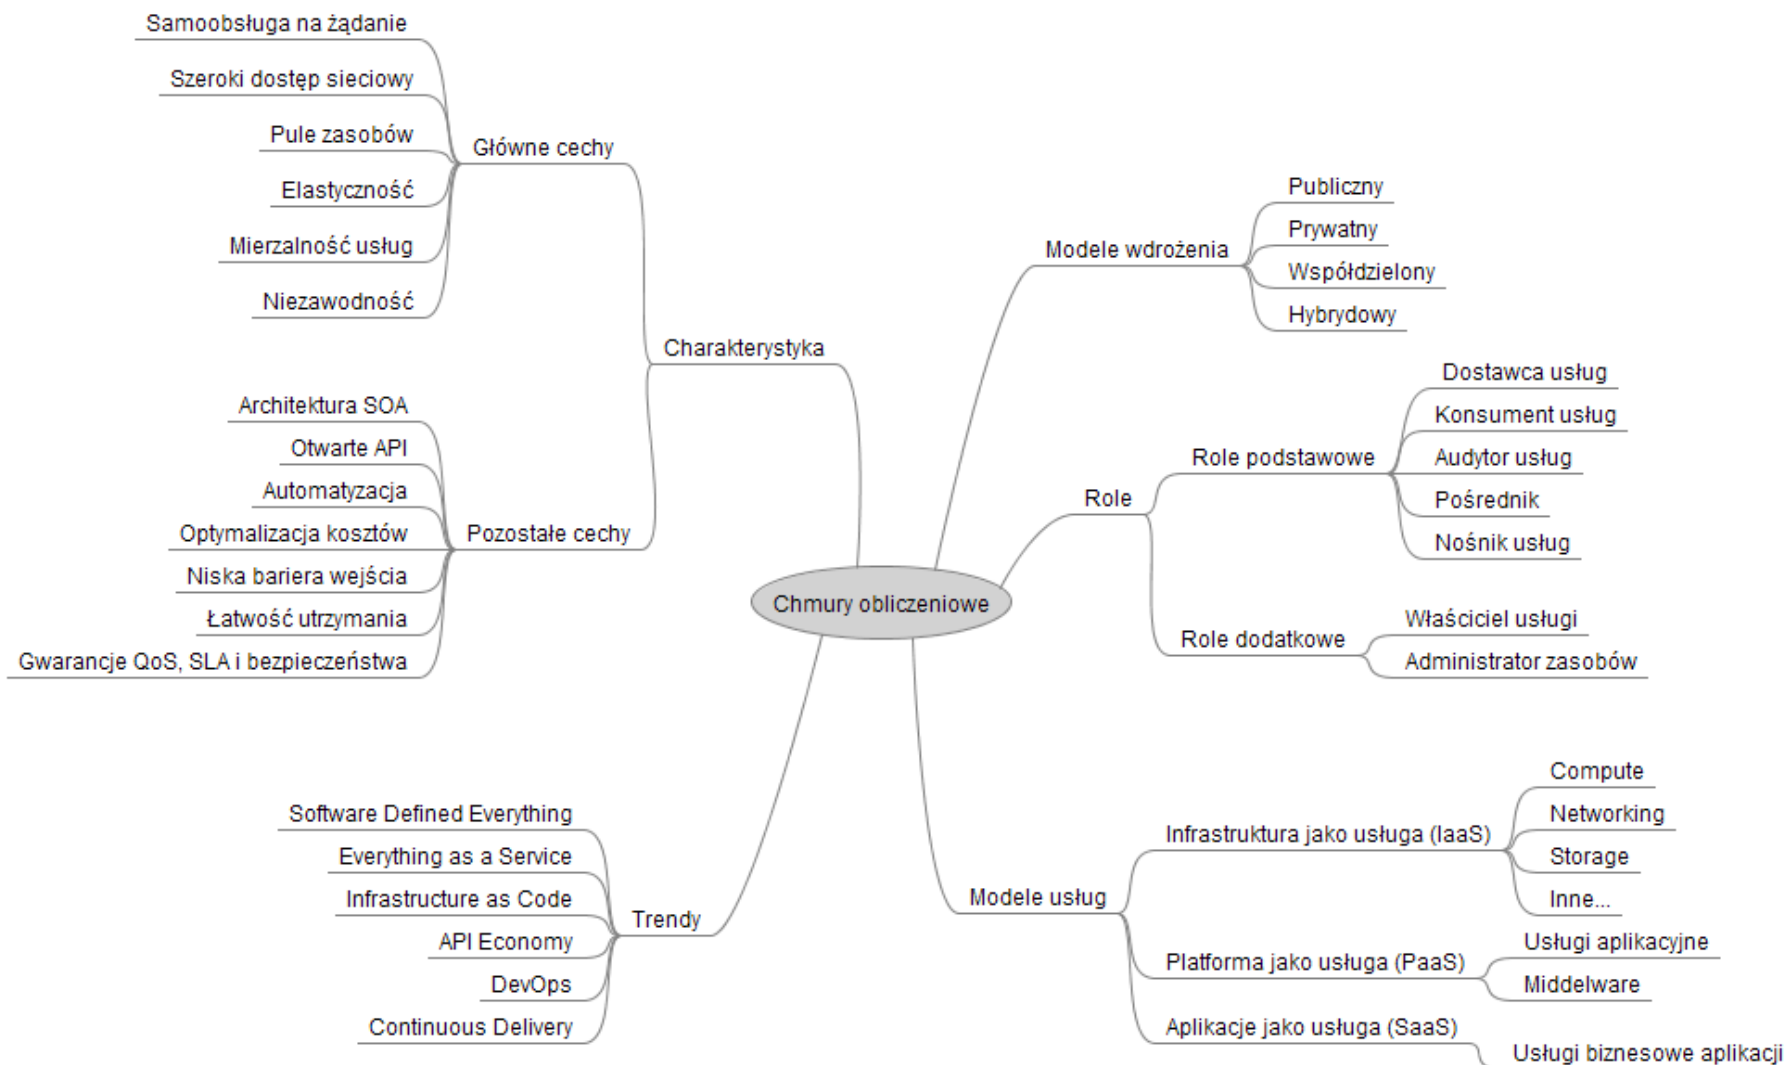 Samoobsługa na żądanie
Szeroki dostęp sieciowy
Pule zasobów
Elastyczność
Mierzalność usług
Niezawodność
Główne cechy
Charakterystyka
Architektura SOA
Otwarte API
Automatyzacja
Optymalizacja kosztów
Niska bariera wejścia
Łatwość utrzymania
Gwarancje QoS, SLA i bezpieczeństwa
Pozostałe cechy
Software Defined Everything
Everything as a Service
Infrastructure as Code
API Economy
DevOps
Continuous Delivery
Trendy
Chmury obliczeniowe
Modele wdrożenia
Publiczny
Prywatny
Współdzielony
Hybrydowy
Role
Role podstawowe
Dostawca usług
Konsument usług
Audytor usług
Pośrednik
Nośnik usług
Role dodatkowe
Właściciel usługi
Administrator zasobów
Modele usług
Infrastruktura jako usługa (IaaS)
Compute
Networking
Storage
Inne...
Platforma jako usługa (PaaS)
Usługi aplikacyjne
Middelware
Aplikacje jako usługa (SaaS)
Usługi biznesowe aplikacji